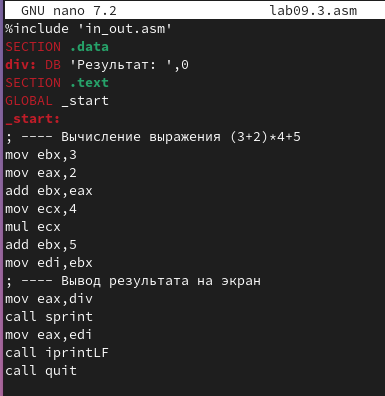 GNU nano 7.2 lab09.3.asm
%include 'in_out.asm'
SECTION .data
div: DB 'Результат: ',0
SECTION .text
GLOBAL _start
_start:
; ---- Вычисление выражения (3+2)*4+5
mov ebx,3
mov eax,2
add ebx,eax
mov ecx,4
mul ecx
add ebx,5
mov edi,ebx
; ---- Вывод результата на экран
mov eax,div
call sprint
mov eax,edi
call iprintLF
call quit